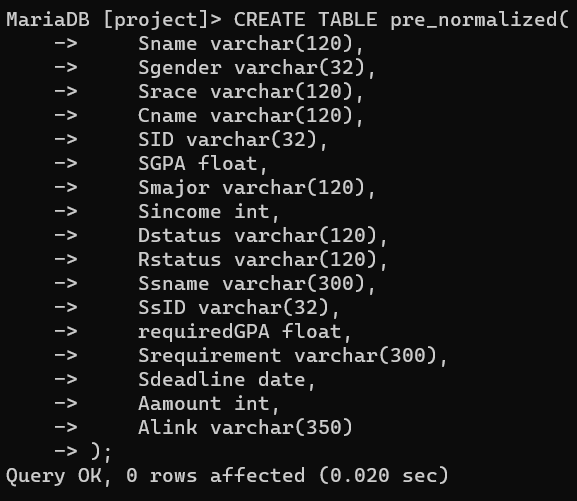 MariaDB [project]> CREATE TABLE pre_normalized(
    ->     Sname varchar(120),
    ->     Sgender varchar(32),
    ->     Srace varchar(120),
    ->     Cname varchar(120),
    ->     SID varchar(32),
    ->     SGPA float,
    ->     Smajor varchar(120),
    ->     Sincome int,
    ->     Dstatus varchar(120),
    ->     Rstatus varchar(120),
    ->     Ssname varchar(300),
    ->     SsID varchar(32),
    ->     requiredGPA float,
    ->     Srequirement varchar(300),
    ->     Sdeadline date,
    ->     Aamount int,
    ->     Alink varchar(350)
    -> );
Query OK, 0 rows affected (0.020 sec)